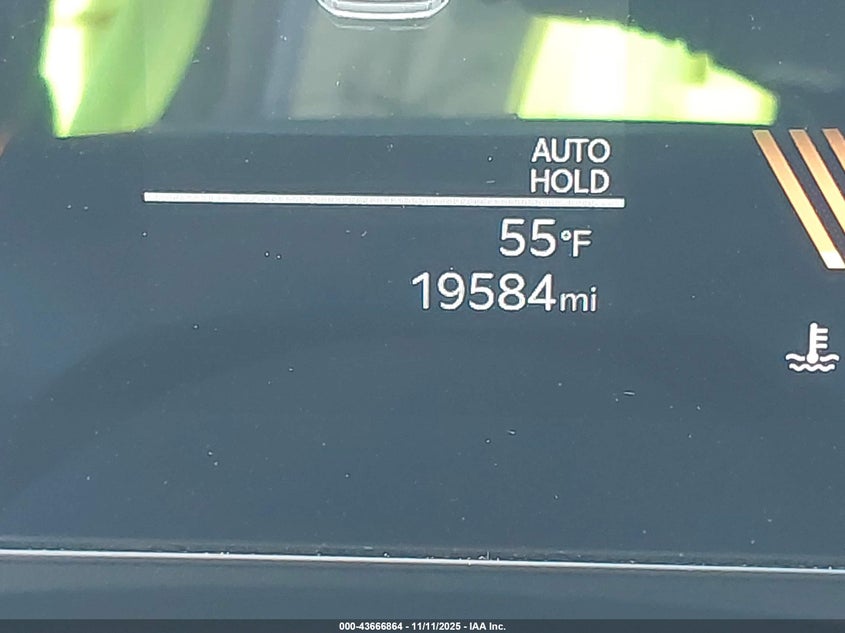 AUTO
HOLD
55°F
19584mi
000-43666864 - 11/11/2025 - IAA Inc.